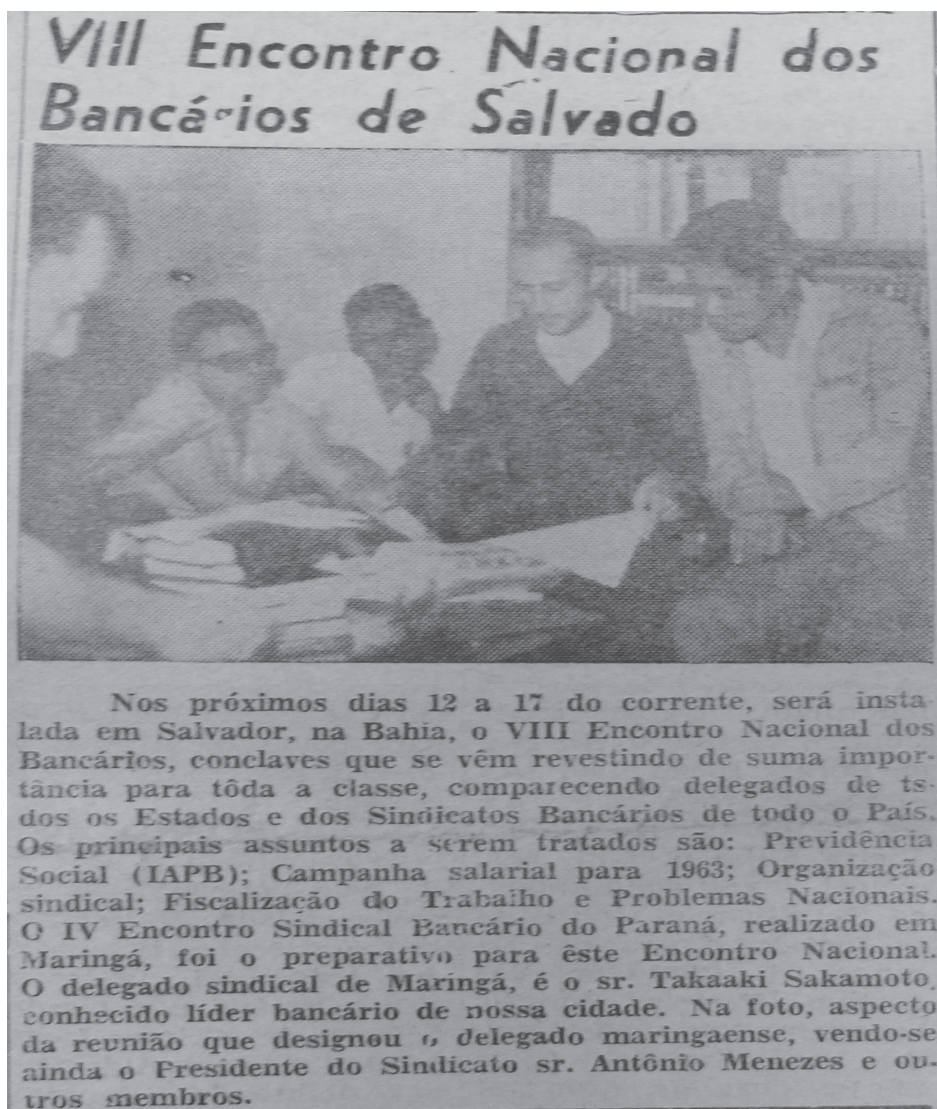 VIII Encontro Nacional dos
Bancários de Salvado
Nos próximos dias 12 a 17 do corrente, será insta-
lada em Salvador, na Bahia, o VIII Encontro Nacional dos
Bancários, conclaves que se vêm revestindo de suma impor-
tância para tôda a classe, comparecendo delegados de ts-
dos os Estados e dos Sindicatos Bancários de todo o País.
Os principais assuntos a serem tratados são: Previdência
Social (IAPB); Campanha salarial para 1963; Organização
sindical; Fiscalização do Trabalho e Problemas Nacionais.
O IV Encontro Sindical Bancário do Paraná, realizado em
Maringá, foi o preparativo para êste Encontro Nacional.
O delegado sindical de Maringá, é o sr. Takaaki Sakamoto,
conhecido líder bancário de nossa cidade. Na foto, aspecto
da reunião que designou o delegado maringaense, vendo-se
ainda o Presidente do Sindicato sr. Antônio Menezes e ou-
tros membros.